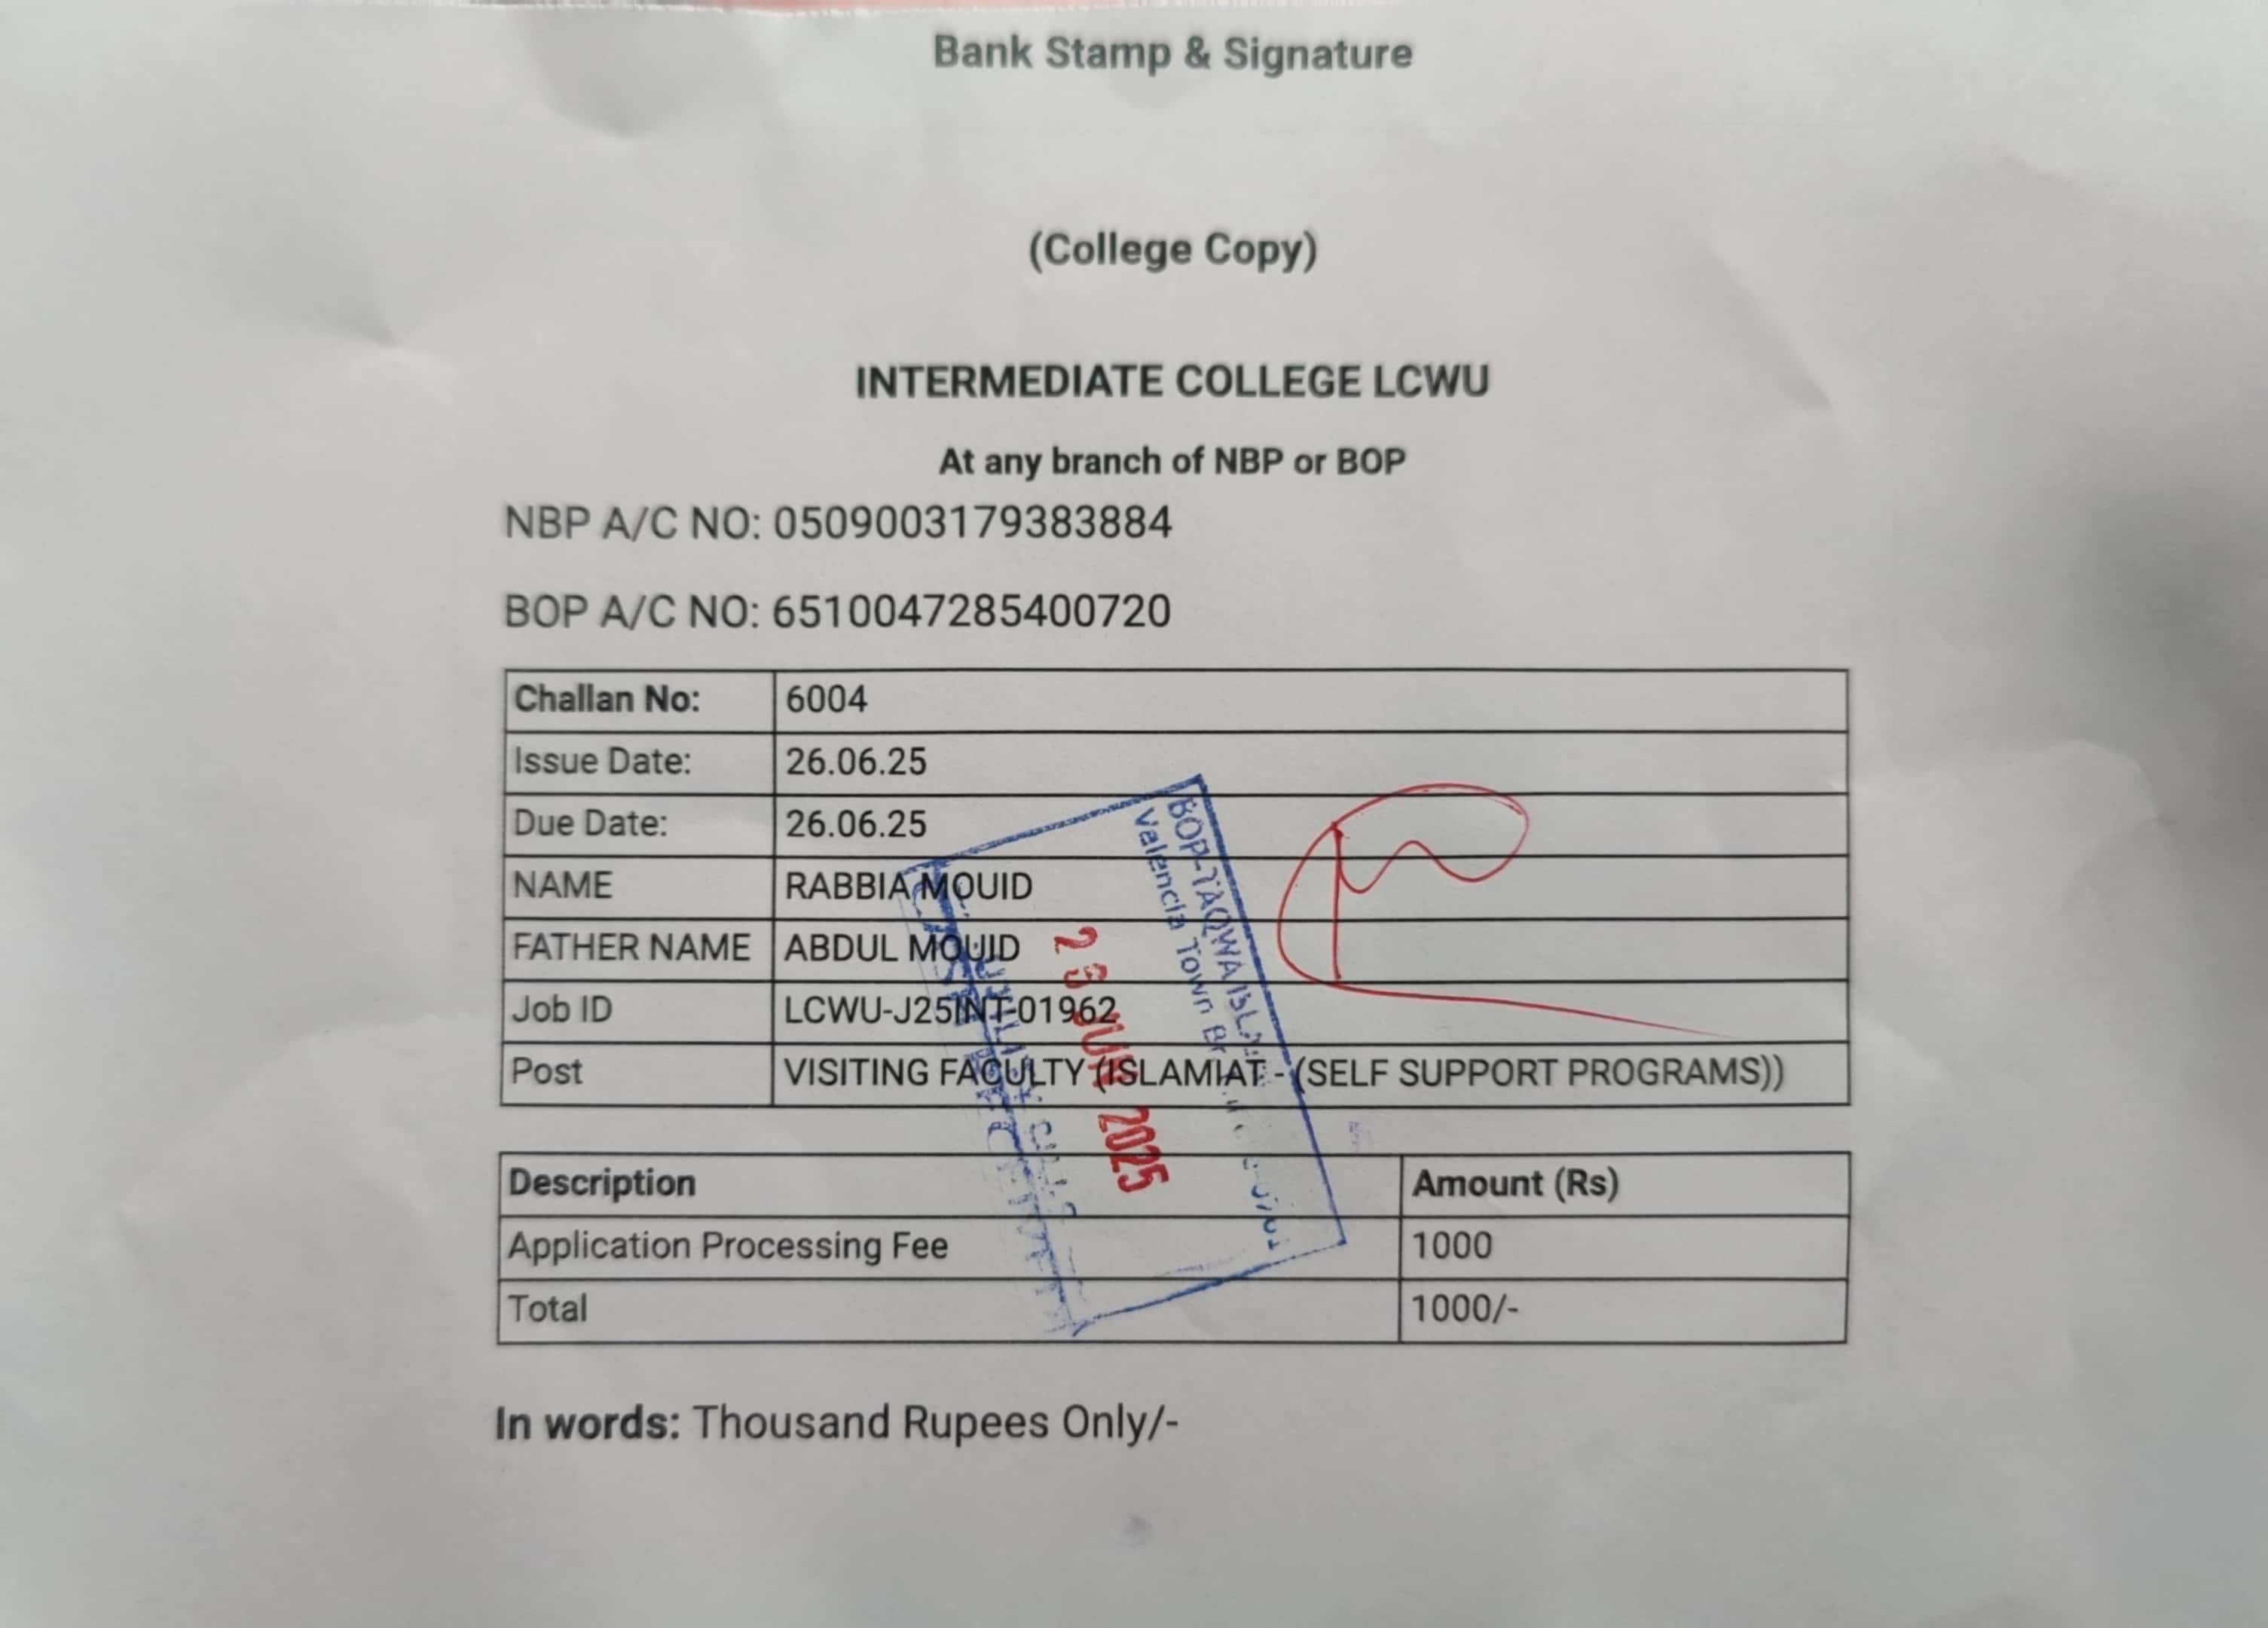 Bank Stamp & Signature
(College Copy)
INTERMEDIATE COLLEGE LCWU
At any branch of NBP or BOP
NBP A/C NO: 0509003179383884
BOP A/C NO: 6510047285400720
Challan No: 6004
Issue Date: 26.06.25
Due Date: 26.06.25
NAME RABBIA MOUID
FATHER NAME ABDUL MOUID
Job ID LCWU-J25INT-01962
Post VISITING FACULTY (ISLAMIAT - (SELF SUPPORT PROGRAMS))
BOP-TAQWA
Valencia Town
JUN 2025
Description Amount (Rs)
Application Processing Fee 1000
Total 1000/-
In words: Thousand Rupees Only/-